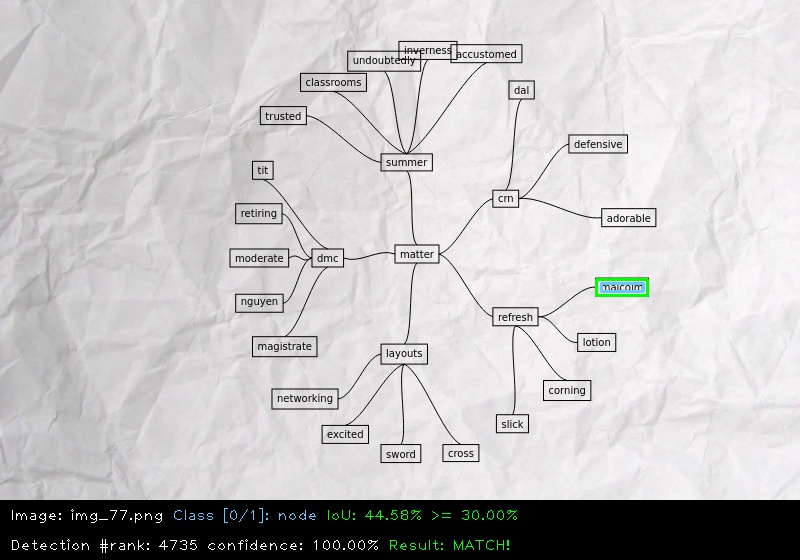 inverness
undoubtedly
accustomed
classrooms
dal
trusted
defensive
summer
tit
crn
retiring
adorable
matter
moderate
dmc
malcolm
nguyen
refresh
lotion
magistrate
layouts
corning
networking
slick
excited
sword
cross
Image: img_77.png Class [0/1]: node IoU: 44.58% >= 30.00%
Detection #rank: 4735 confidence: 100.00% Result: MATCH!